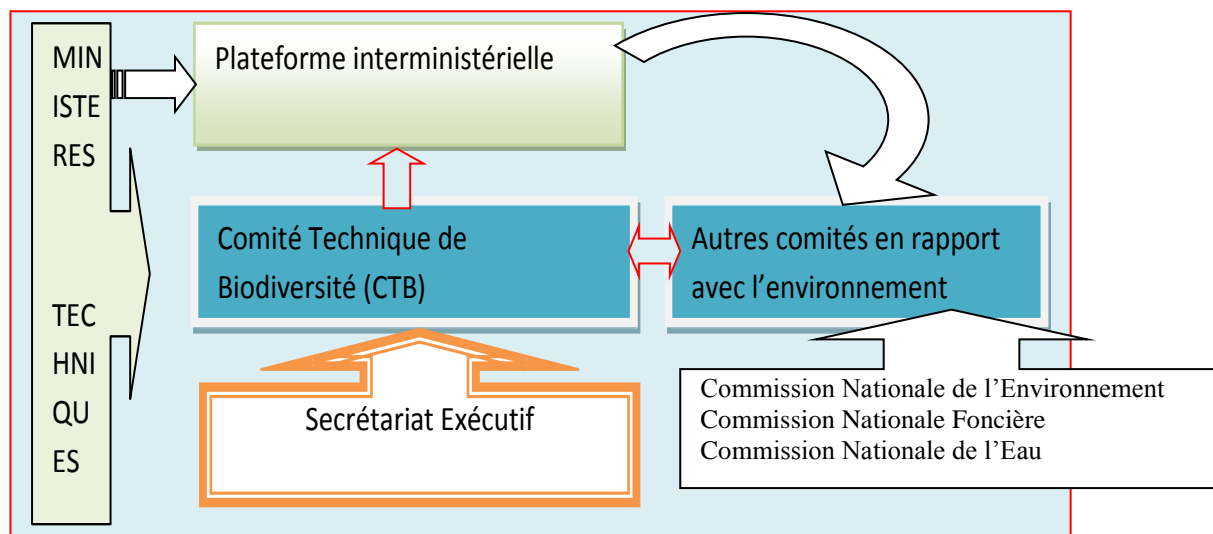 MIN
ISTE
RES
TEC
HNI
QU
ES
Plateforme interministérielle
Comité Technique de
Biodiversité (CTB)
Autres comités en rapport
avec l’environnement
Secrétariat Exécutif
Commission Nationale de l’Environnement
Commission Nationale Foncière
Commission Nationale de l’Eau